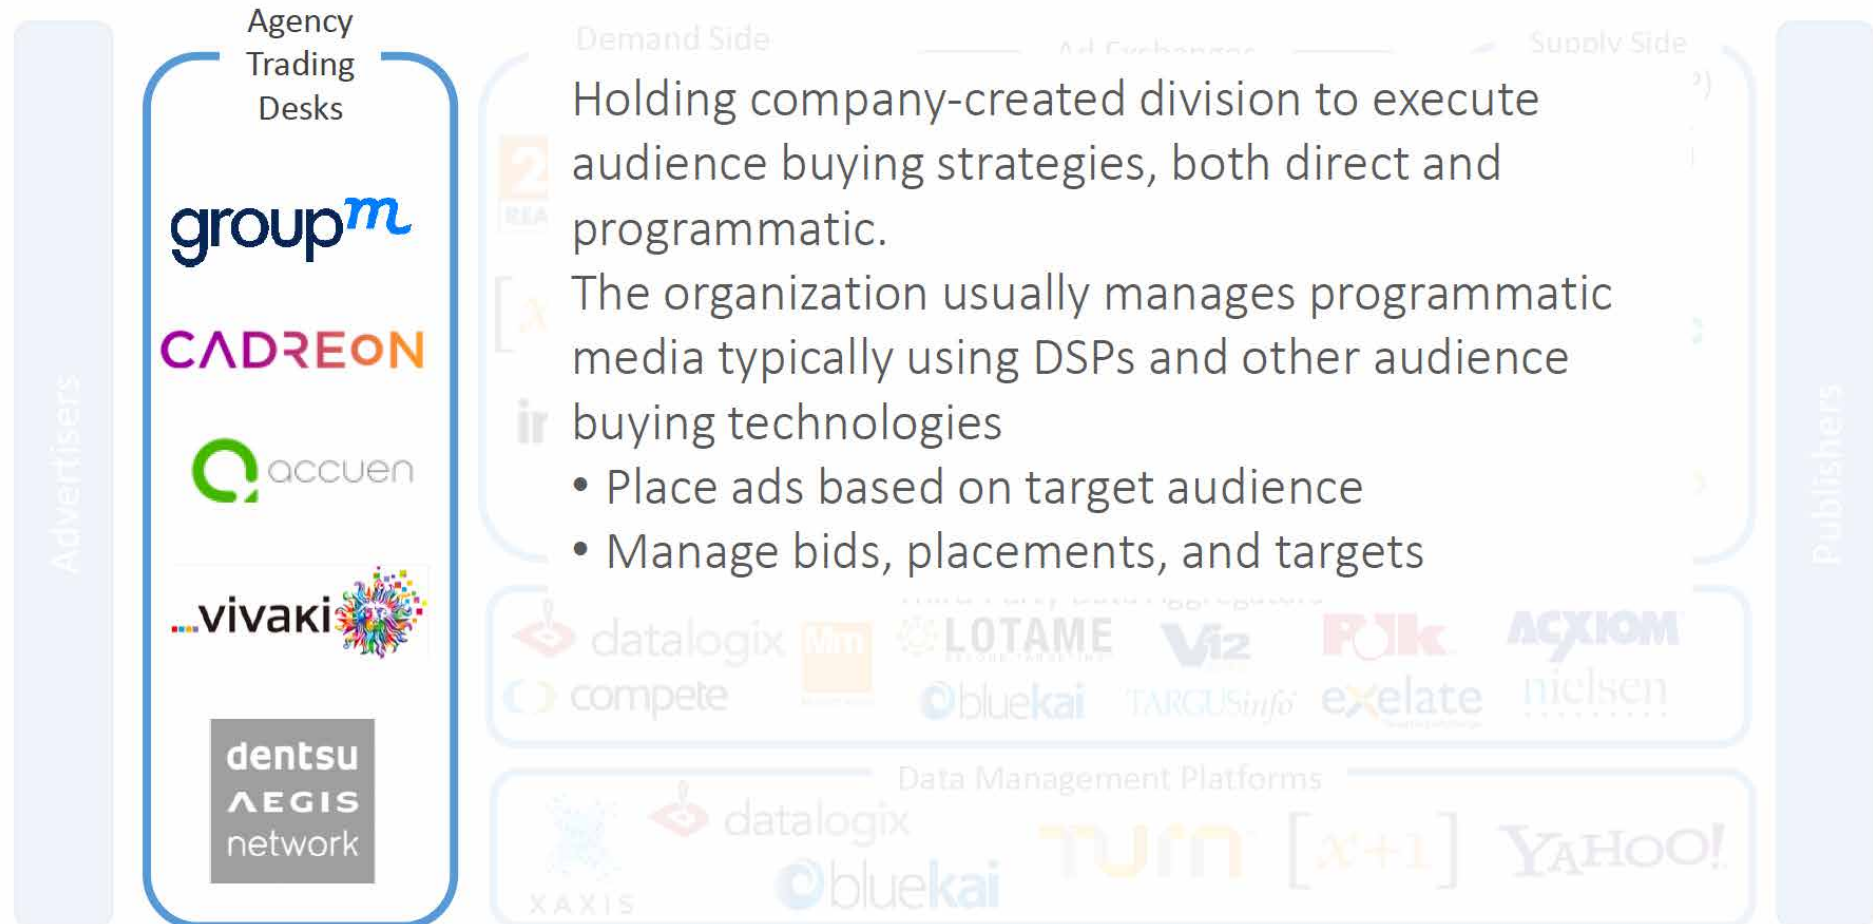 Agency
Trading
Desks
groupm
CADREON
accuen
...vivaki
dentsu
AEGIS
network
Advertisers
Demand Side
Supply Side
Holding company-created division to execute
audience buying strategies, both direct and
programmatic.
The organization usually manages programmatic
media typically using DSPs and other audience
buying technologies
• Place ads based on target audience
• Manage bids, placements, and targets
datalogix
LOTAME
Polk
ACXIOM
compete
bluekai
TARGUSinfo
exelate
nielsen
Data Management Platforms
XAXIS
datalogix
bluekai
TURN
[x+1]
YAHOO!
Publishers